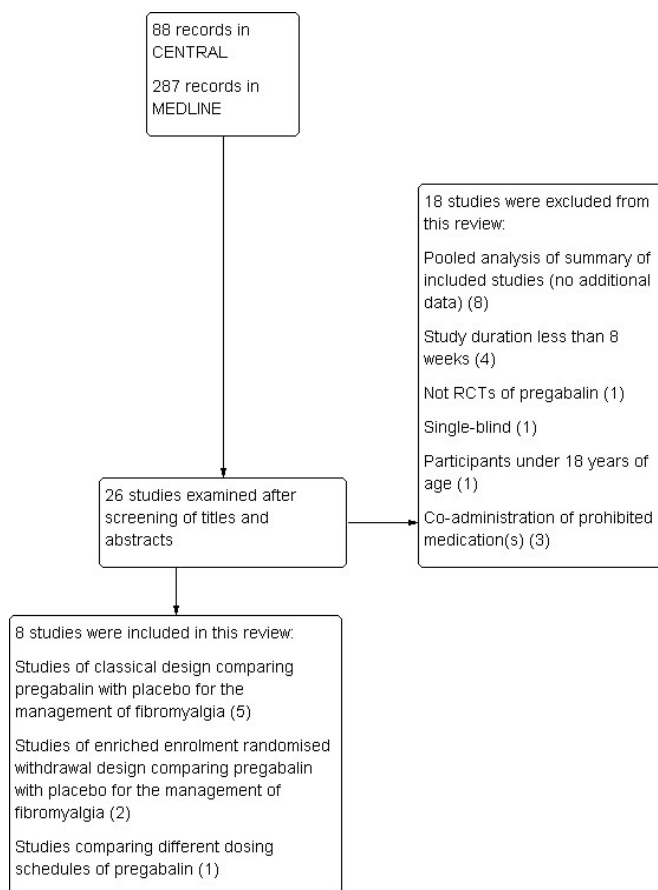 88 records in
CENTRAL
287 records in
MEDLINE
18 studies were excluded from
this review:
Pooled analysis of summary of
included studies (no additional
data) (8)
Study duration less than 8
weeks (4)
Not RCTs of pregabalin (1)
Single-blind (1)
Participants under 18 years of
age (1)
Co-administration of prohibited
medication(s) (3)
26 studies examined after
screening of titles and
abstracts
8 studies were included in this review:
Studies of classical design comparing
pregabalin with placebo for the
management of fibromyalgia (5)
Studies of enriched enrolment randomised
withdrawal design comparing pregabalin
with placebo for the management of
fibromyalgia (2)
Studies comparing different dosing
schedules of pregabalin (1)